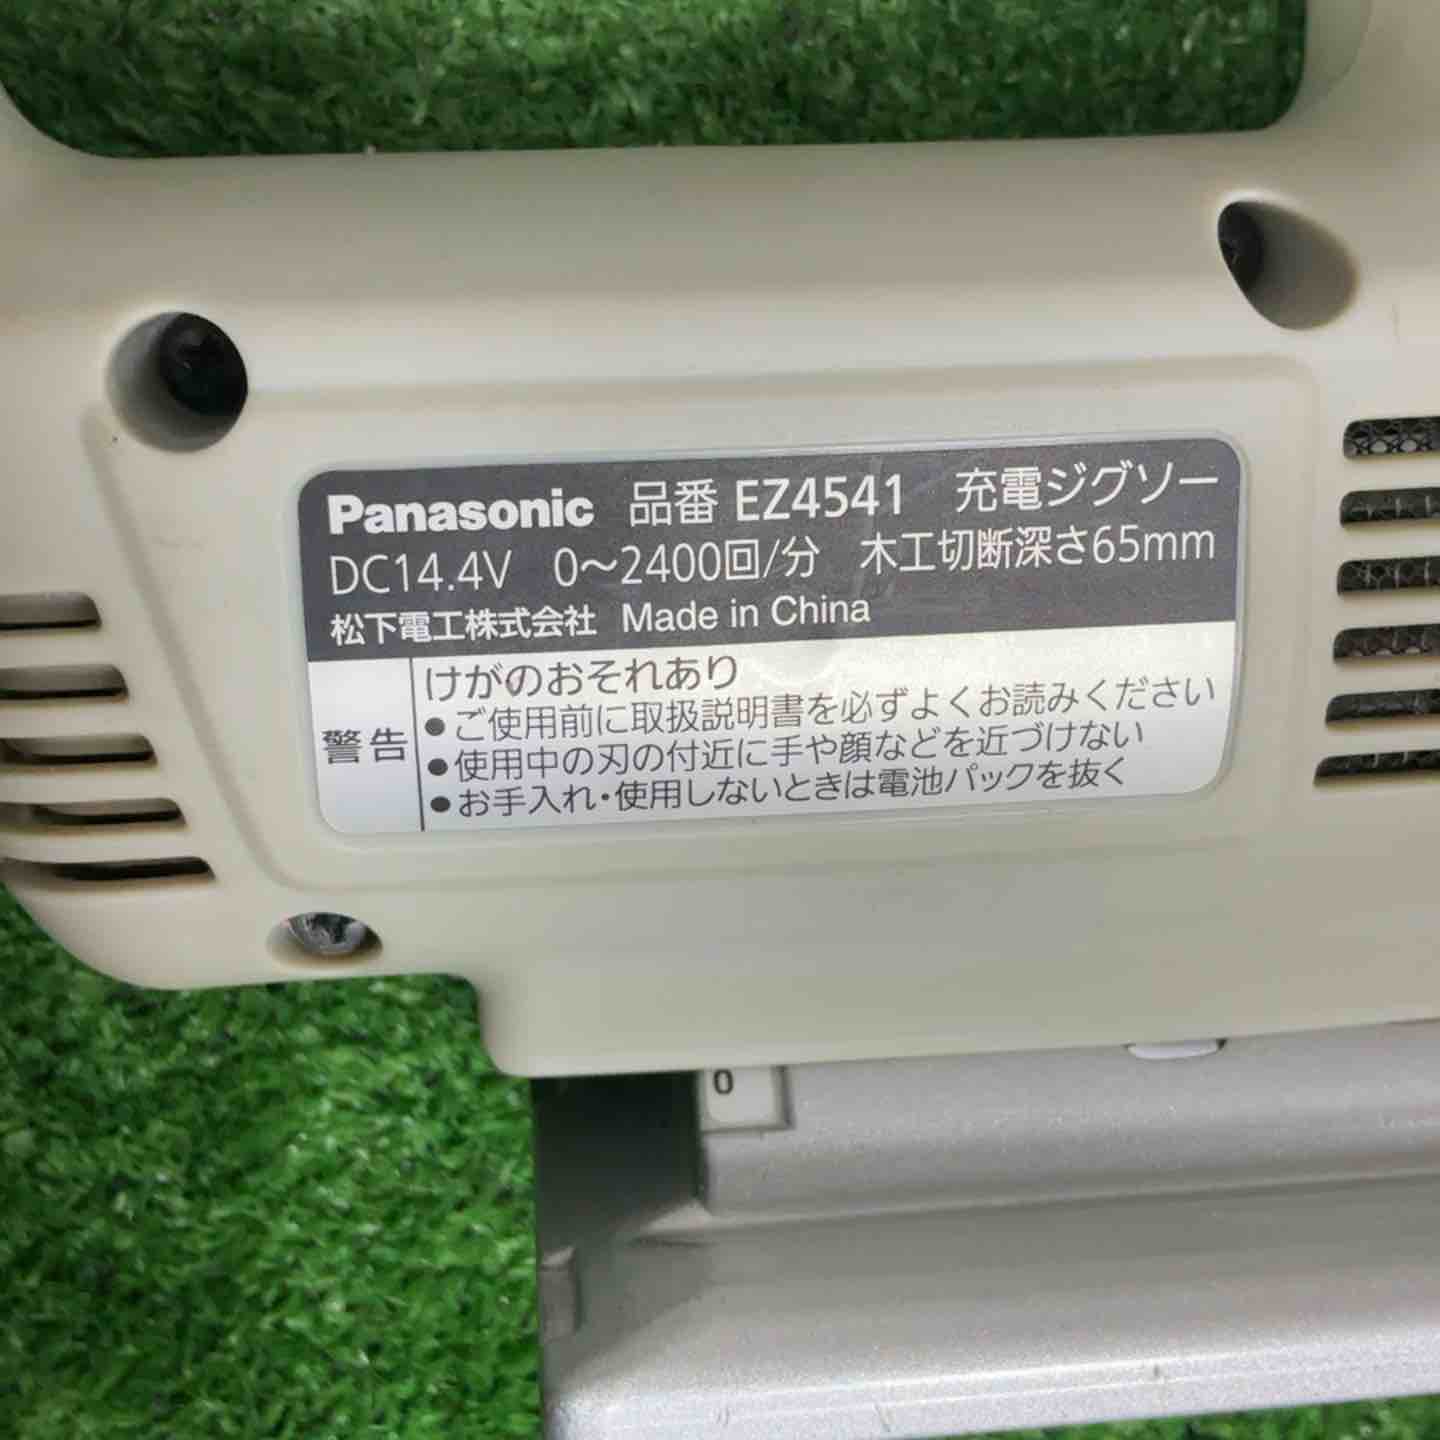 Panasonic 品番 EZ4541 充電ジグソー
DC14.4V 0～2400回/分 木工切断深さ65mm
松下電工株式会社 Made in China
警告
けがのおそれあり
●ご使用前に取扱説明書を必ずよくお読みください
●使用中の刃の付近に手や顔などを近づけない
●お手入れ・使用しないときは電池パックを抜く
0